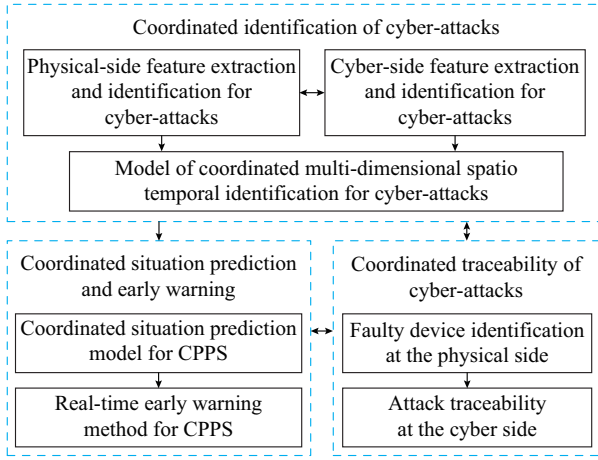 Coordinated identification of cyber-attacks
Physical-side feature extraction
and identification for
cyber-attacks
Cyber-side feature extraction
and identification for
cyber-attacks
Model of coordinated multi-dimensional spatio
temporal identification for cyber-attacks
Coordinated situation prediction
and early warning
Coordinated situation prediction
model for CPPS
Real-time early warning
method for CPPS
Coordinated traceability of
cyber-attacks
Faulty device identification
at the physical side
Attack traceability
at the cyber side